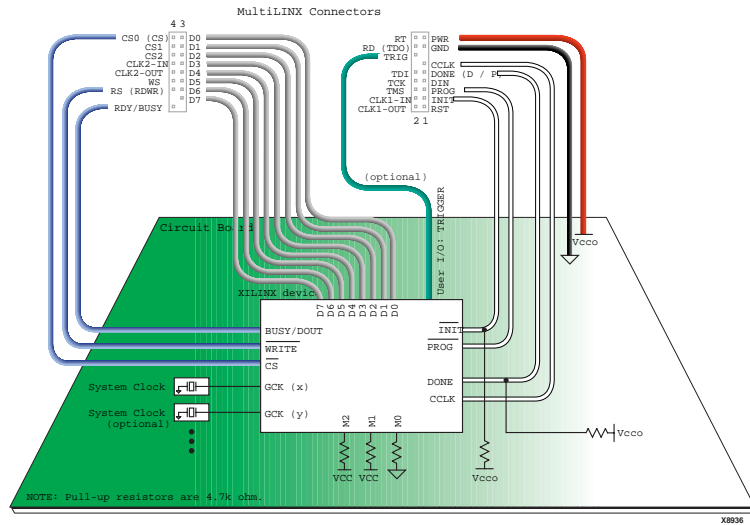 MultiLINX Connectors
4 3
CS0 (CS)
CS1
CS2
CLK2-IN
CLK2-OUT
WS
RS (RDWR)
RDY/BUSY
D0
D1
D2
D3
D4
D5
D6
D7
RT
RD (TDO)
TRIG
TDI
TCK
TMS
CLK1-IN
CLK1-OUT
PWR
GND
CCLK
DONE (D / P)
DIN
PROG
INIT
RST
2 1
(optional)
User I/O: TRIGGER
Circuit Board
Vcco
XILINX device
D7
D6
D5
D4
D3
D2
D1
D0
BUSY/DOUT
WRITE
CS
GCK (x)
GCK (y)
INIT
PROG
DONE
CCLK
M2
M1
M0
System Clock
System Clock
(optional)
VCC
VCC
Vcco
Vcco
NOTE: Pull-up resistors are 4.7k ohm.
X8936